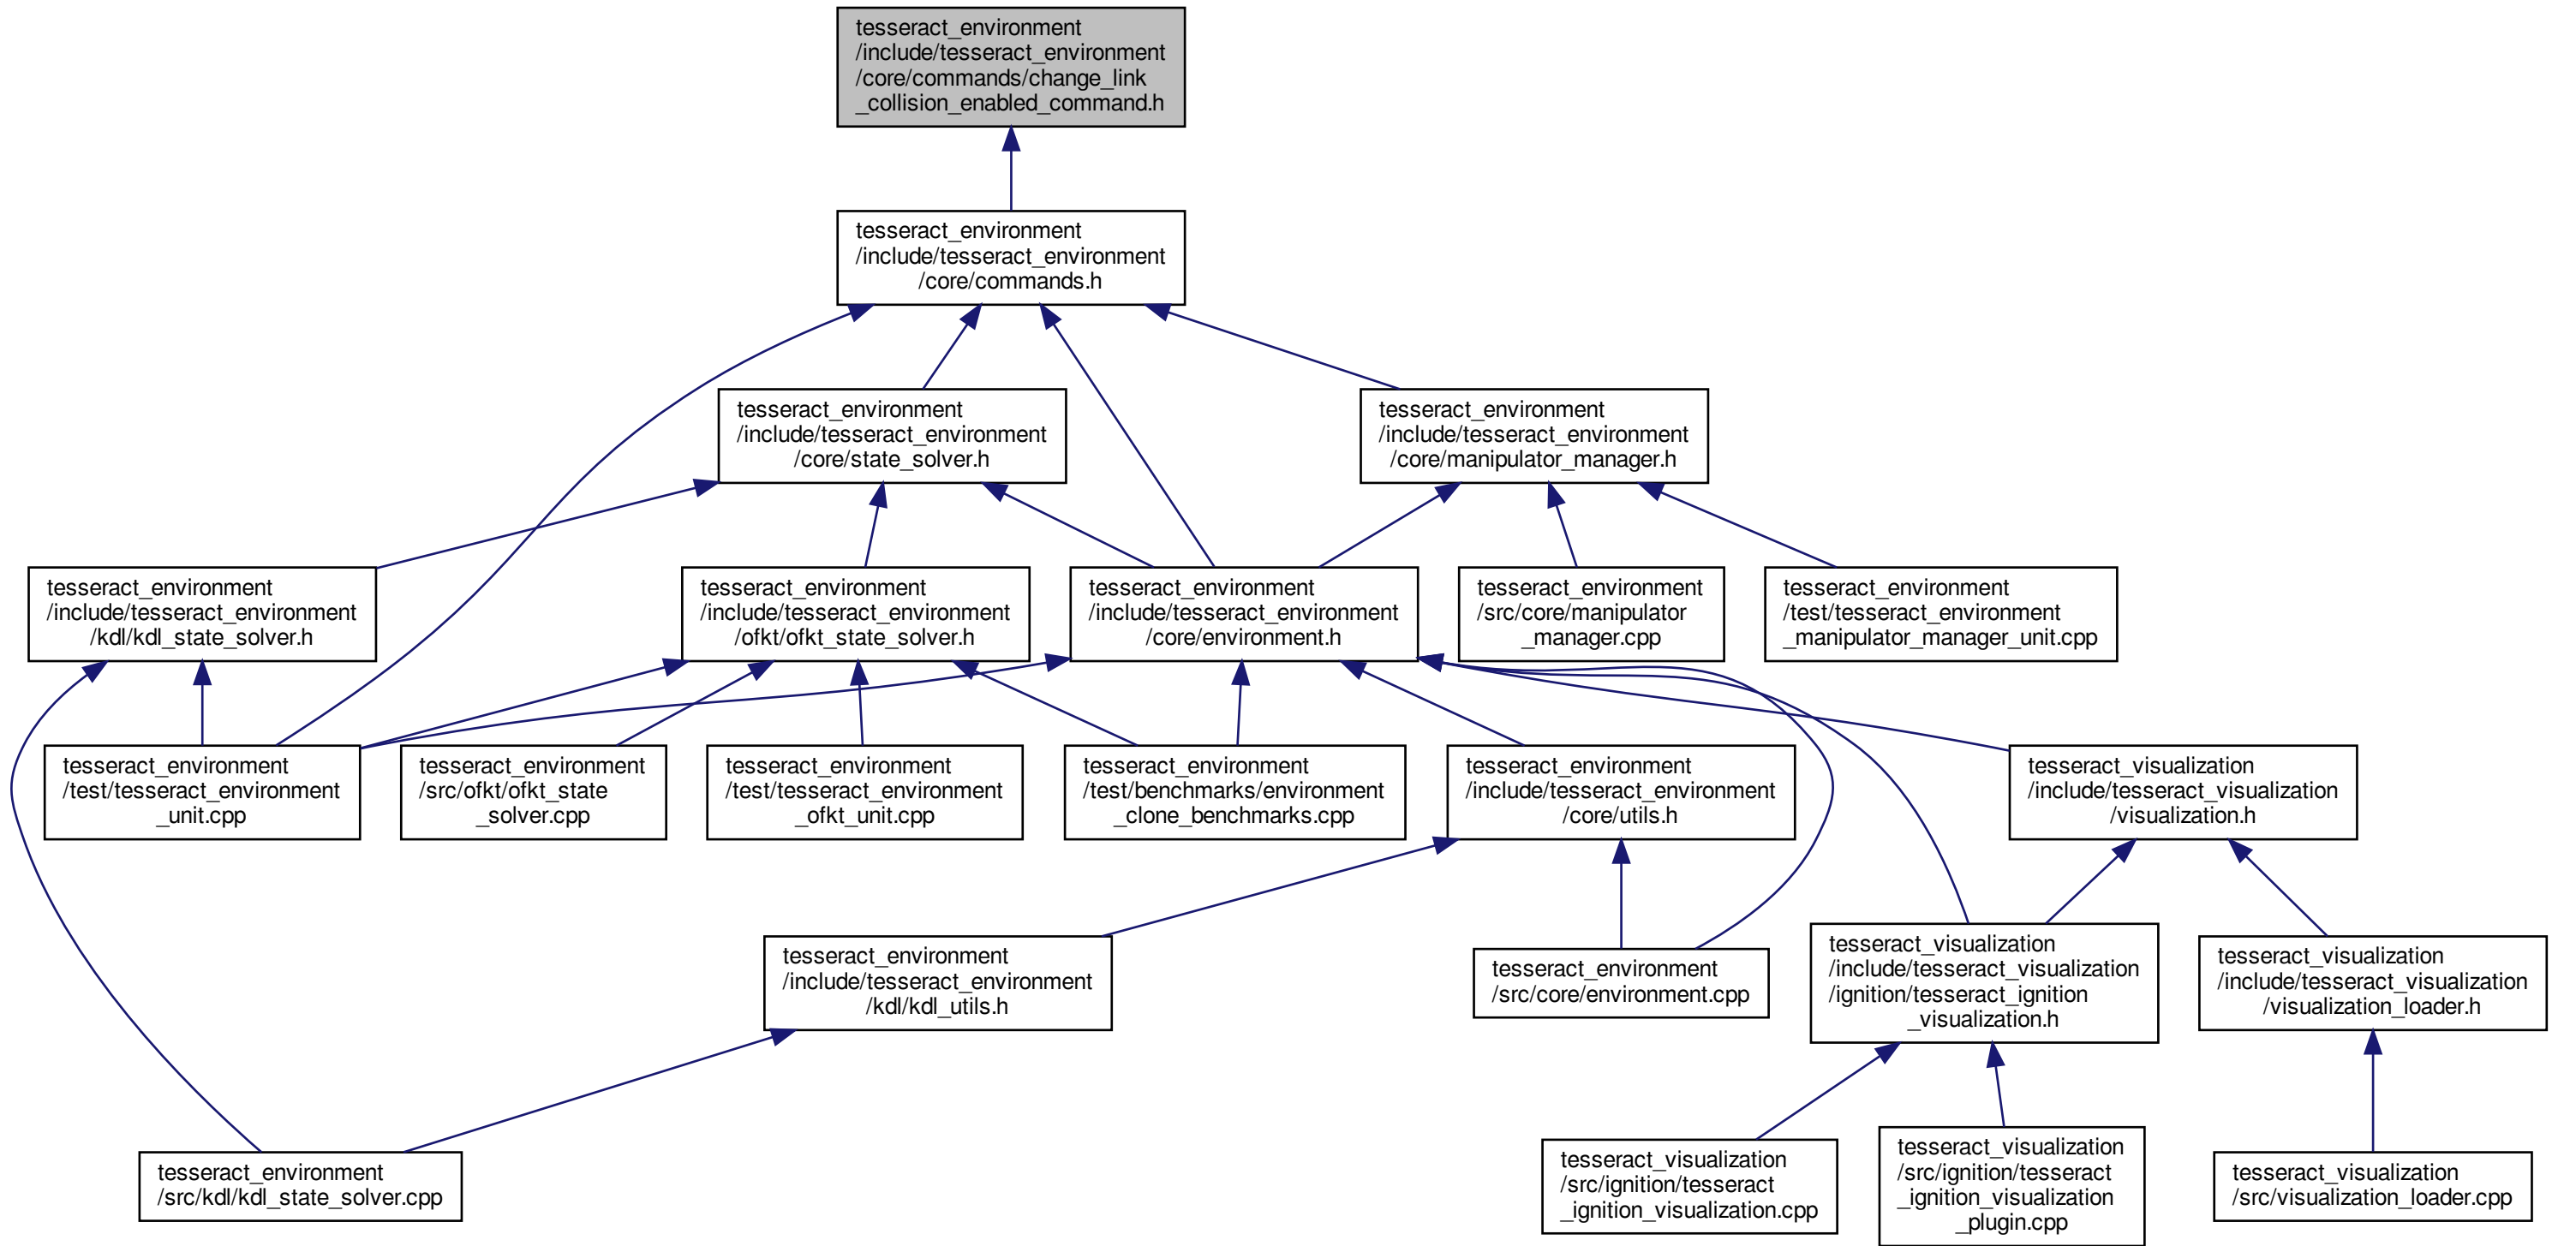 tesseract_environment
/include/tesseract_environment
/core/commands/change_link
_collision_enabled_command.h
tesseract_environment
/include/tesseract_environment
/core/commands.h
tesseract_environment
/include/tesseract_environment
/core/state_solver.h
tesseract_environment
/include/tesseract_environment
/core/manipulator_manager.h
tesseract_environment
/include/tesseract_environment
/kdl/kdl_state_solver.h
tesseract_environment
/include/tesseract_environment
/ofkt/ofkt_state_solver.h
tesseract_environment
/include/tesseract_environment
/core/environment.h
tesseract_environment
/src/core/manipulator
_manager.cpp
tesseract_environment
/test/tesseract_environment
_manipulator_manager_unit.cpp
tesseract_environment
/test/tesseract_environment
_unit.cpp
tesseract_environment
/src/ofkt/ofkt_state
_solver.cpp
tesseract_environment
/test/tesseract_environment
_ofkt_unit.cpp
tesseract_environment
/test/benchmarks/environment
_clone_benchmarks.cpp
tesseract_environment
/include/tesseract_environment
/core/utils.h
tesseract_visualization
/include/tesseract_visualization
/visualization.h
tesseract_environment
/include/tesseract_environment
/kdl/kdl_utils.h
tesseract_environment
/src/core/environment.cpp
tesseract_visualization
/include/tesseract_visualization
/ignition/tesseract_ignition
_visualization.h
tesseract_visualization
/include/tesseract_visualization
/visualization_loader.h
tesseract_environment
/src/kdl/kdl_state_solver.cpp
tesseract_visualization
/src/ignition/tesseract
_ignition_visualization.cpp
tesseract_visualization
/src/ignition/tesseract
_ignition_visualization
_plugin.cpp
tesseract_visualization
/src/visualization_loader.cpp